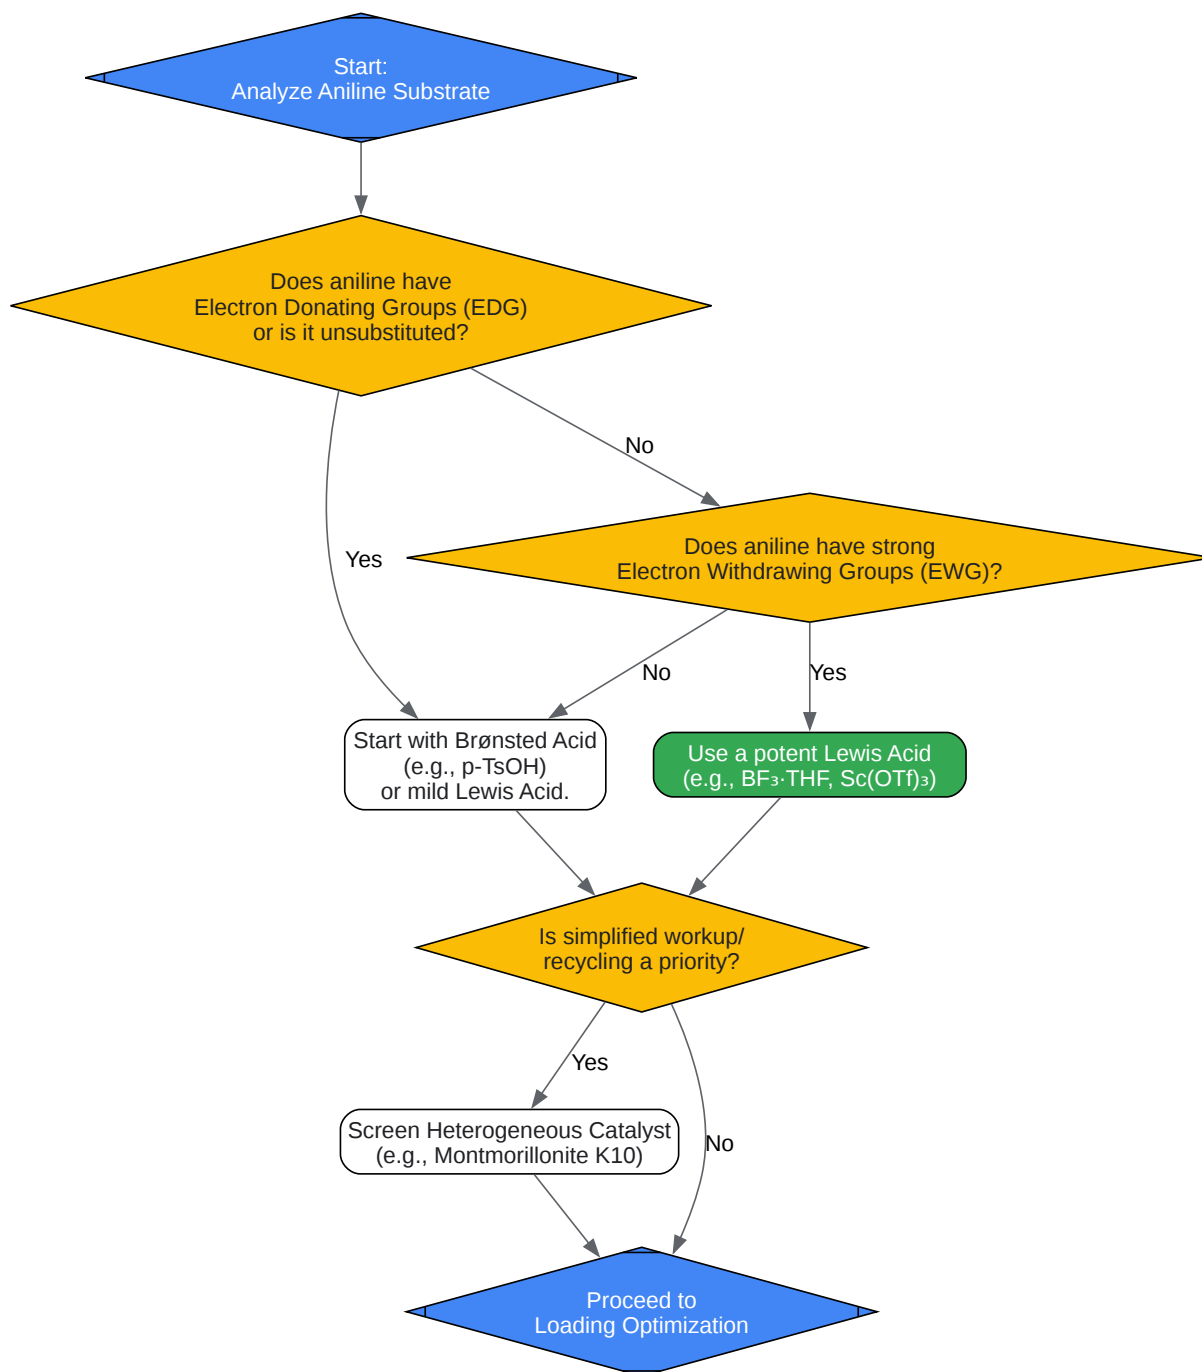 Start:
Analyze Aniline Substrate
Does aniline have
Electron Donating Groups (EDG)
or is it unsubstituted?
No
Yes
Does aniline have strong
Electron Withdrawing Groups (EWG)?
No
Yes
Start with Brønsted Acid
(e.g., p-TsOH)
or mild Lewis Acid.
Use a potent Lewis Acid
(e.g., BF₃·THF, Sc(OTf)₃)
Is simplified workup/
recycling a priority?
Yes
No
Screen Heterogeneous Catalyst
(e.g., Montmorillonite K10)
Proceed to
Loading Optimization